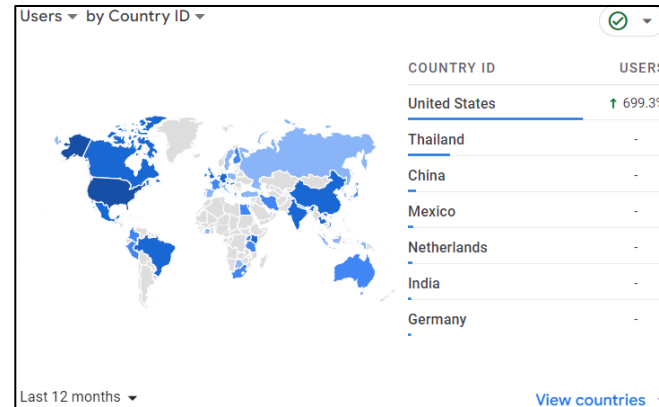 Users by Country ID
COUNTRY ID USERS
United States ↑ 699.3%
Thailand -
China -
Mexico -
Netherlands -
India -
Germany -
Last 12 months View countries